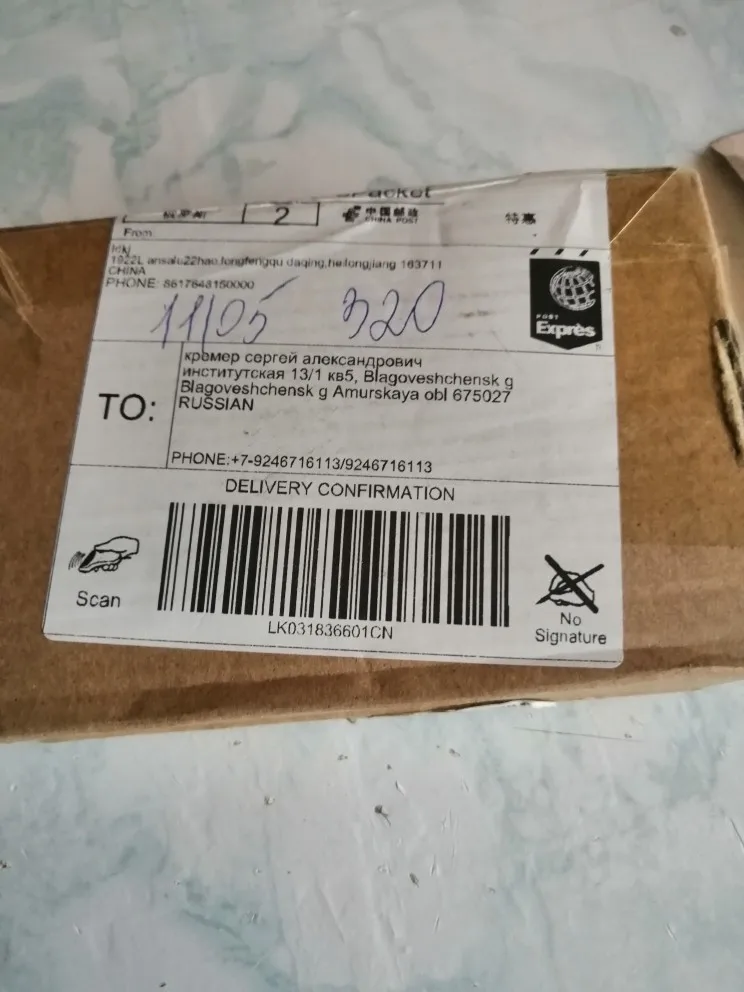 Packet
2
中国邮政
CHINA POST
特惠
From
1922L ansalu22hao,longfengqu daqing,heilongjiang 163711
CHINA
PHONE: 8617648150000
11/05 320
POST
Exprès
TO:
кремер сергей александрович
институтская 13/1 кв5, Blagoveshchensk g
Blagoveshchensk g Amurskaya obl 675027
RUSSIAN
PHONE:+7-9246716113/9246716113
DELIVERY CONFIRMATION
Scan
LK031836601CN
No
Signature